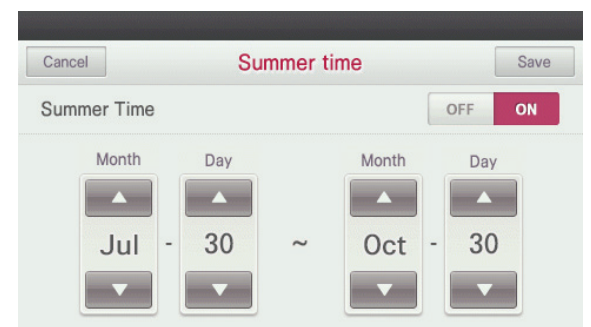 Cancel Summer time Save
Summer Time OFF ON
Month Day Month Day
Jul - 30 ~ Oct - 30